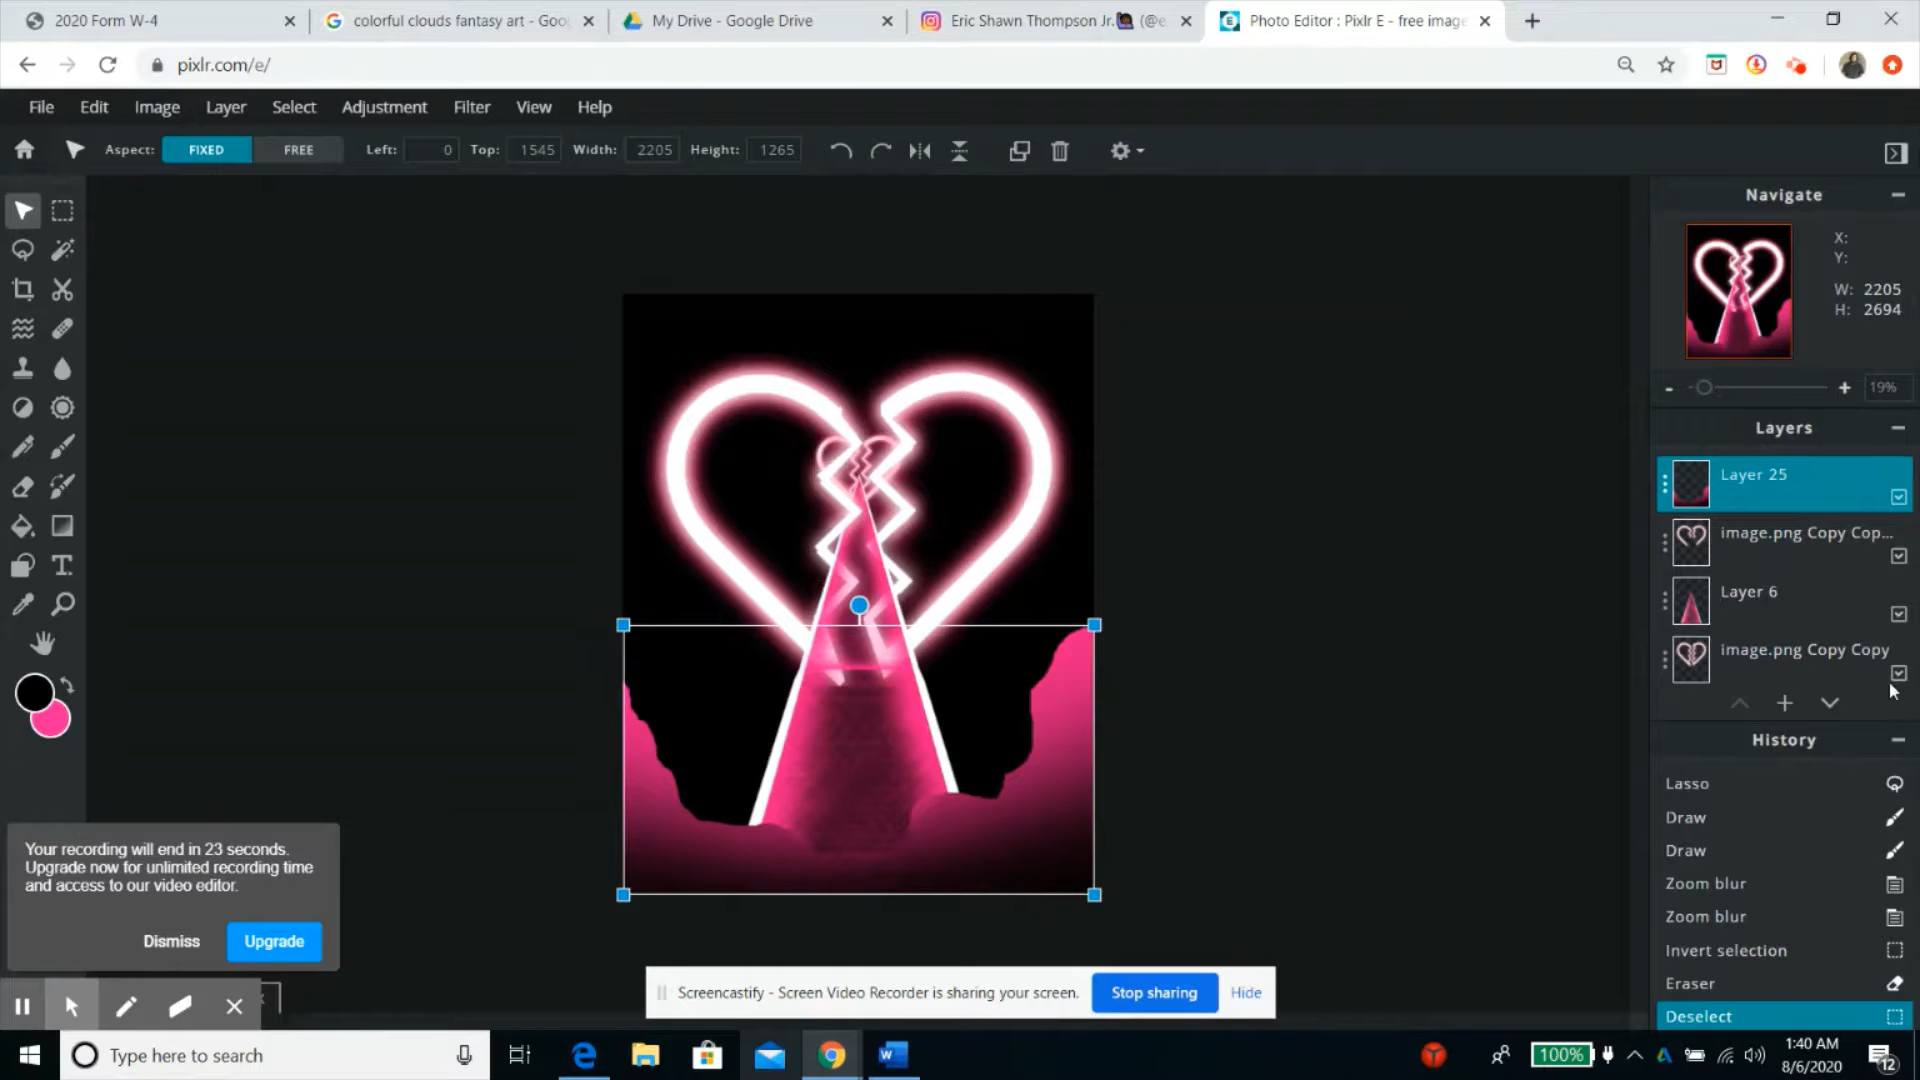 2020 Form W-4
colorful clouds fantasy art - Goo
My Drive - Google Drive
Eric Shawn Thompson Jr. (@e
Photo Editor : Pixlr E - free image
pixlr.com/e/
File Edit Image Layer Select Adjustment Filter View Help
Aspect: FIXED FREE Left: 0 Top: 1545 Width: 2205 Height: 1265
Navigate
X:
Y:
W: 2205
H: 2694
- + 19%
Layers
Layer 25
image.png Copy Cop...
Layer 6
image.png Copy Copy
History
Lasso
Draw
Draw
Zoom blur
Zoom blur
Invert selection
Eraser
Deselect
Your recording will end in 23 seconds.
Upgrade now for unlimited recording time
and access to our video editor.
Dismiss Upgrade
Screencastify - Screen Video Recorder is sharing your screen. Stop sharing Hide
Type here to search
100%
1:40 AM
8/6/2020
12